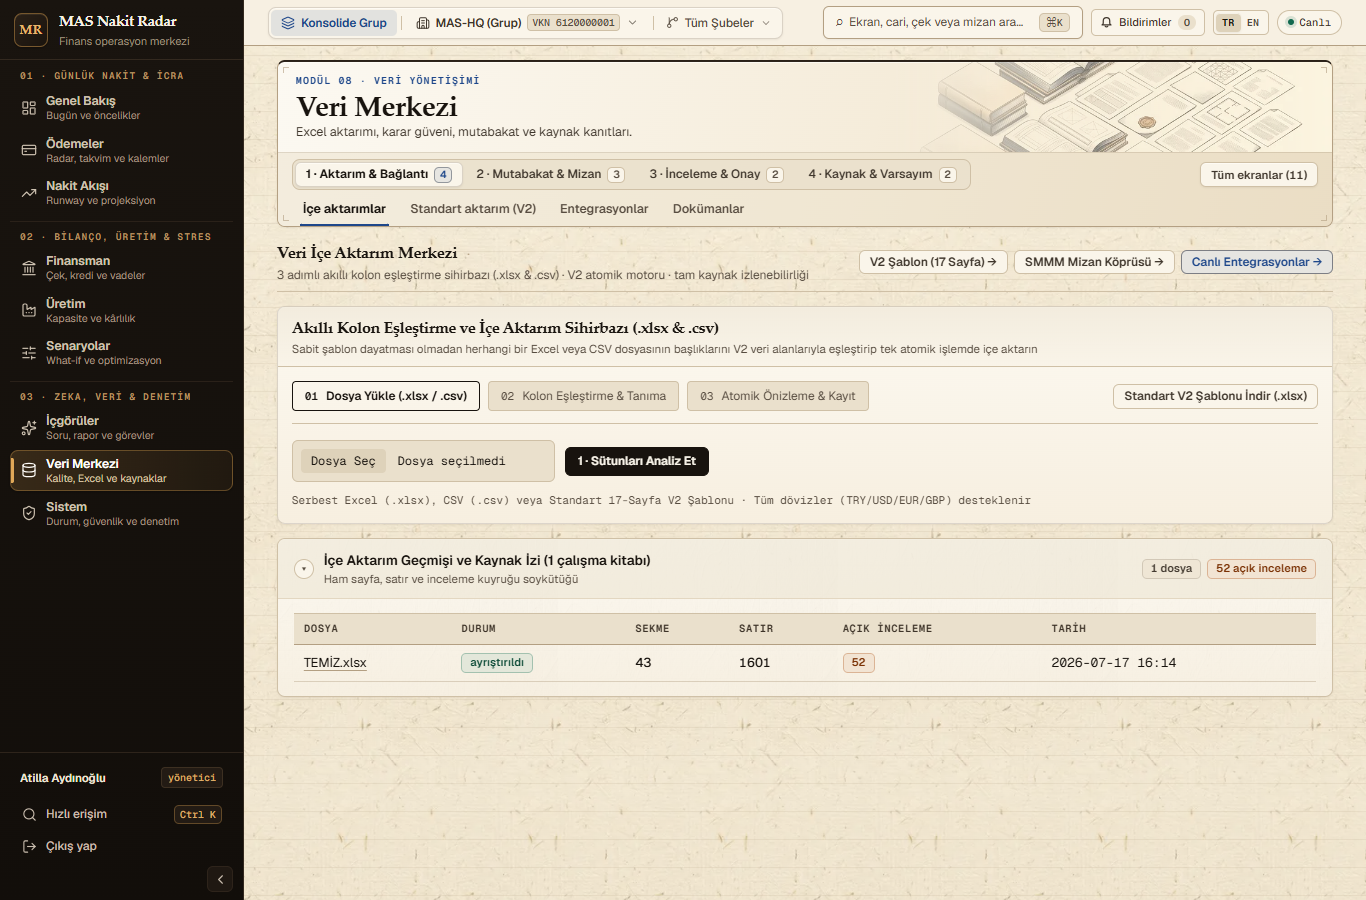 MR
MAS Nakit Radar
Finans operasyon merkezi
01 · GÜNLÜK NAKİT & İCRA
Genel Bakış
Bugün ve öncelikler
Ödemeler
Radar, takvim ve kalemler
Nakit Akışı
Runway ve projeksiyon
02 · BİLANÇO, ÜRETİM & STRES
Finansman
Çek, kredi ve vadeler
Üretim
Kapasite ve kârlılık
Senaryolar
What-if ve optimizasyon
03 · ZEKA, VERİ & DENETİM
İçgörüler
Soru, rapor ve görevler
Veri Merkezi
Kalite, Excel ve kaynaklar
Sistem
Durum, güvenlik ve denetim
Atilla Aydınoğlu yönetici
Hızlı erişim Ctrl K
Çıkış yap
Konsolide Grup MAS-HQ (Grup) VKN 6120000001 Tüm Şubeler
Ekran, cari, çek veya mizan ara... ⌘K
Bildirimler 0
TR EN
Canlı
MODÜL 08 · VERİ YÖNETİŞİMİ
Veri Merkezi
Excel aktarımı, karar güveni, mutabakat ve kaynak kanıtları.
1 · Aktarım & Bağlantı 4 2 · Mutabakat & Mizan 3 3 · İnceleme & Onay 2 4 · Kaynak & Varsayım 2
Tüm ekranlar (11)
İçe aktarımlar Standart aktarım (V2) Entegrasyonlar Dokümanlar
Veri İçe Aktarım Merkezi
3 adımlı akıllı kolon eşleştirme sihirbazı (.xlsx & .csv) · V2 atomik motoru · tam kaynak izlenebilirliği
V2 Şablon (17 Sayfa) → SMMM Mizan Köprüsü → Canlı Entegrasyonlar →
Akıllı Kolon Eşleştirme ve İçe Aktarım Sihirbazı (.xlsx & .csv)
Sabit şablon dayatması olmadan herhangi bir Excel veya CSV dosyasının başlıklarını V2 veri alanlarıyla eşleştirip tek atomik işlemde içe aktarın
01 Dosya Yükle (.xlsx / .csv) 02 Kolon Eşleştirme & Tanıma 03 Atomik Önizleme & Kayıt
Standart V2 Şablonu İndir (.xlsx)
Dosya Seç Dosya seçilmedi
1 · Sütunları Analiz Et
Serbest Excel (.xlsx), CSV (.csv) veya Standart 17-Sayfa V2 Şablonu · Tüm dövizler (TRY/USD/EUR/GBP) desteklenir
İçe Aktarım Geçmişi ve Kaynak İzi (1 çalışma kitabı)
Ham sayfa, satır ve inceleme kuyruğu soykütüğü
1 dosya 52 açık inceleme
DOSYA DURUM SEKME SATIR AÇIK İNCELEME TARİH
TEMİZ.xlsx ayrıştırıldı 43 1601 52 2026-07-17 16:14